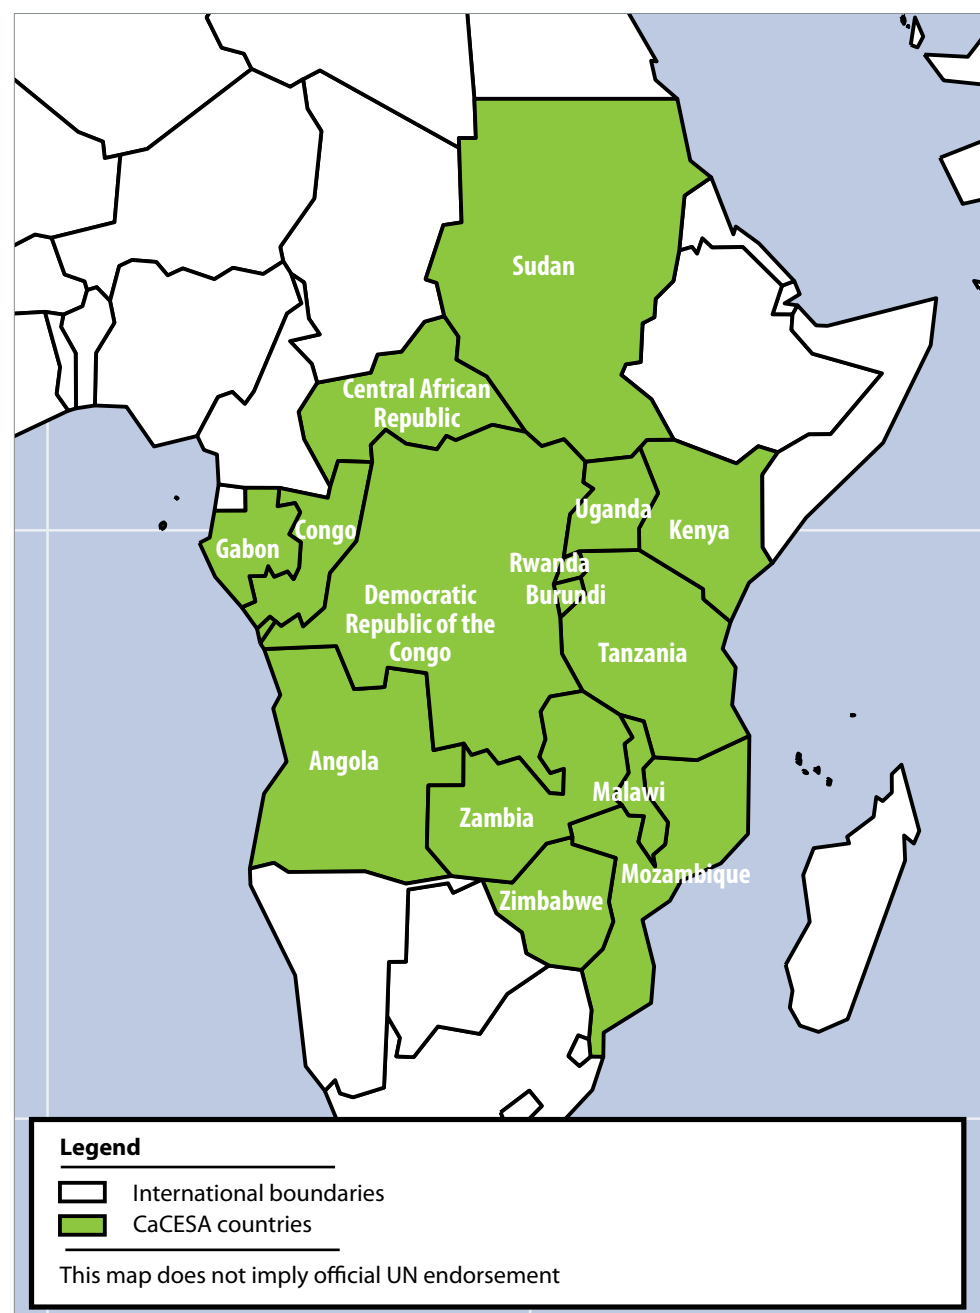 Sudan
Central African
Republic
Uganda
Congo
Kenya
Gabon
Rwanda
Democratic
Republic of the
Congo
Burundi
Tanzania
Angola
Malawi
Zambia
Mozambique
Zimbabwe
Legend
International boundaries
CaCESA countries
This map does not imply official UN endorsement